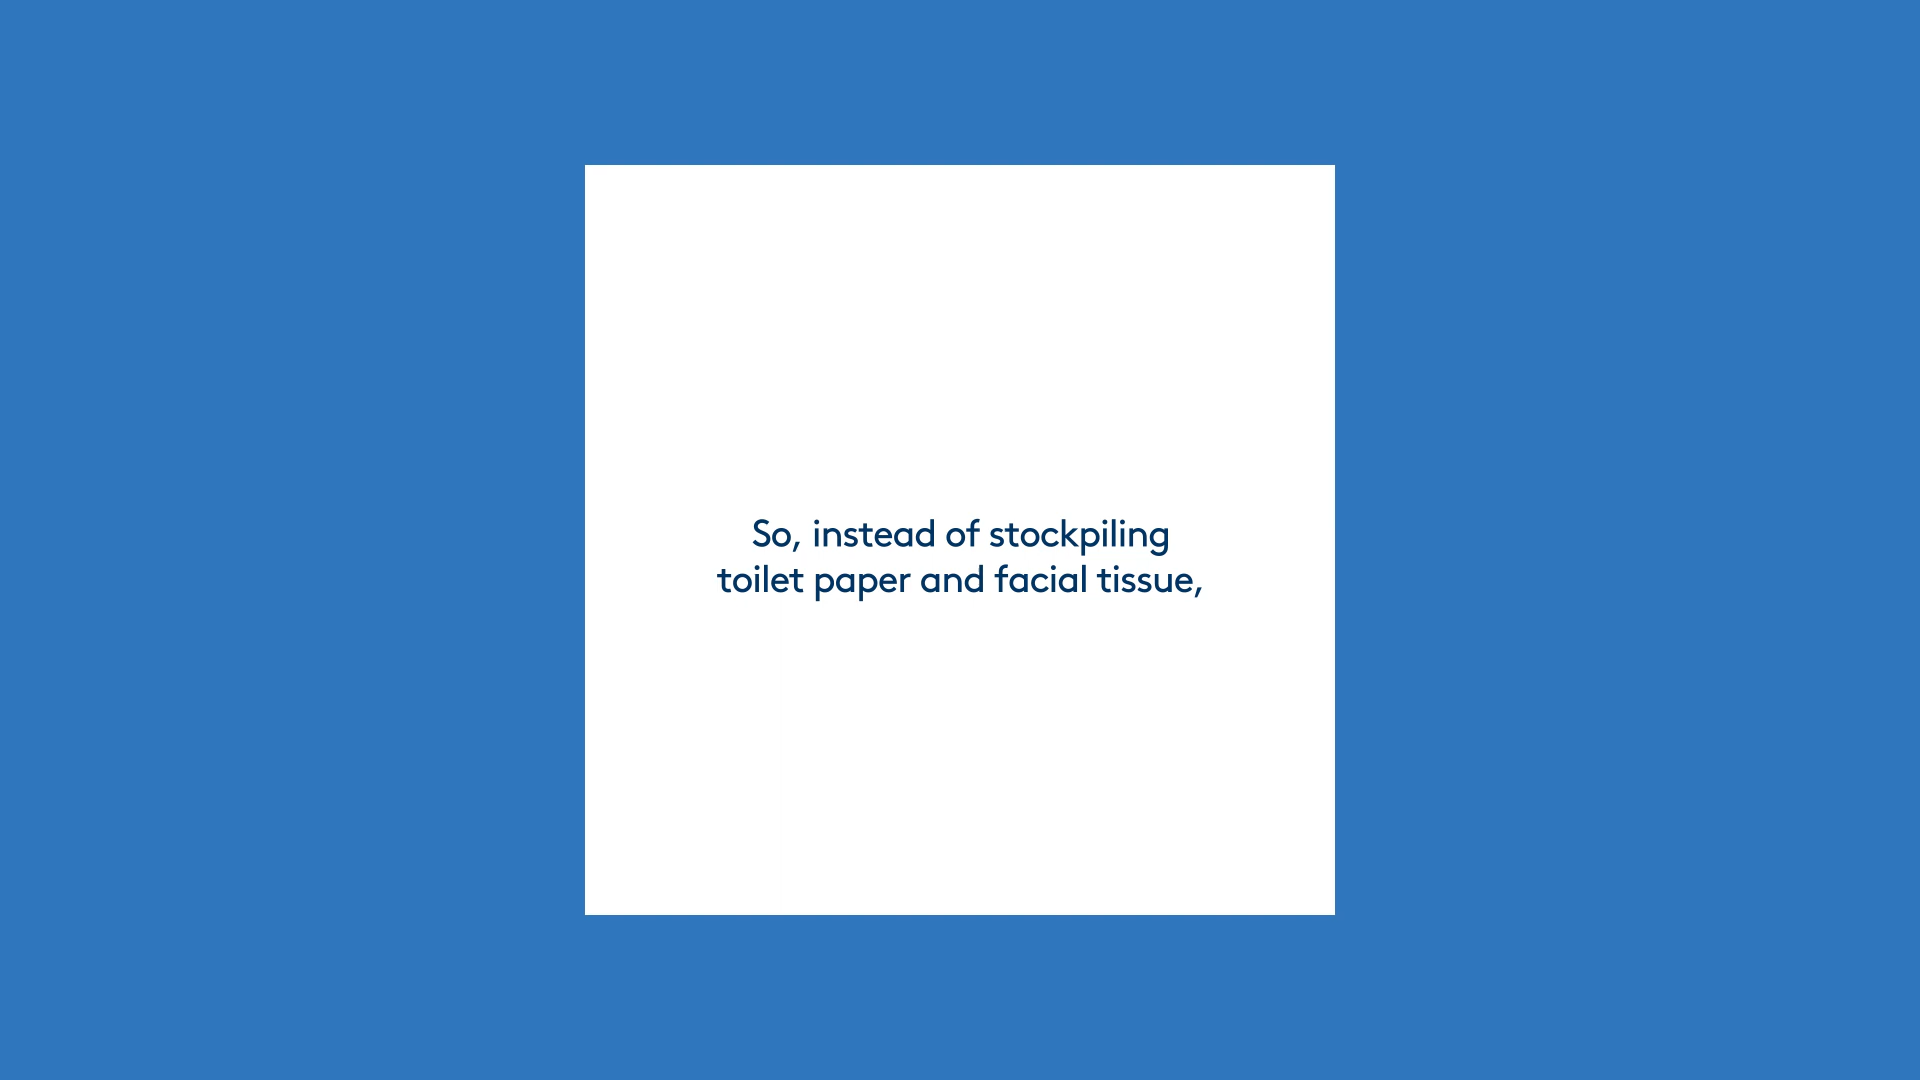 So, instead of stockpiling
toilet paper and facial tissue,